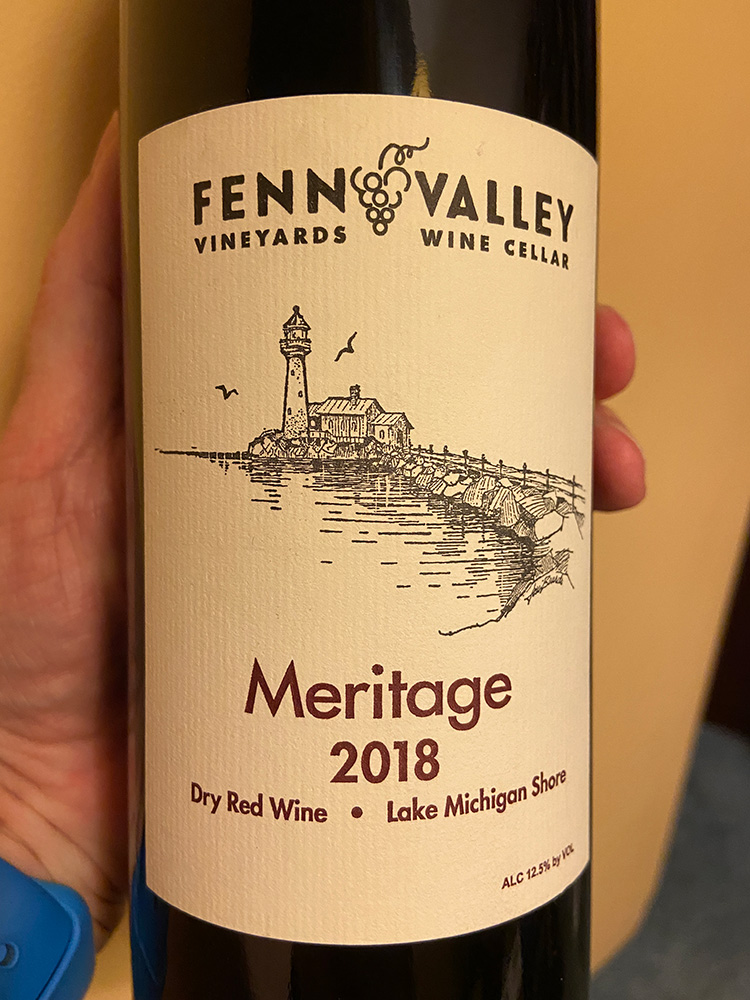 FENN VALLEY
VINEYARDS WINE CELLAR
Meritage
2018
Dry Red Wine • Lake Michigan Shore
ALC 12.5% by VOL